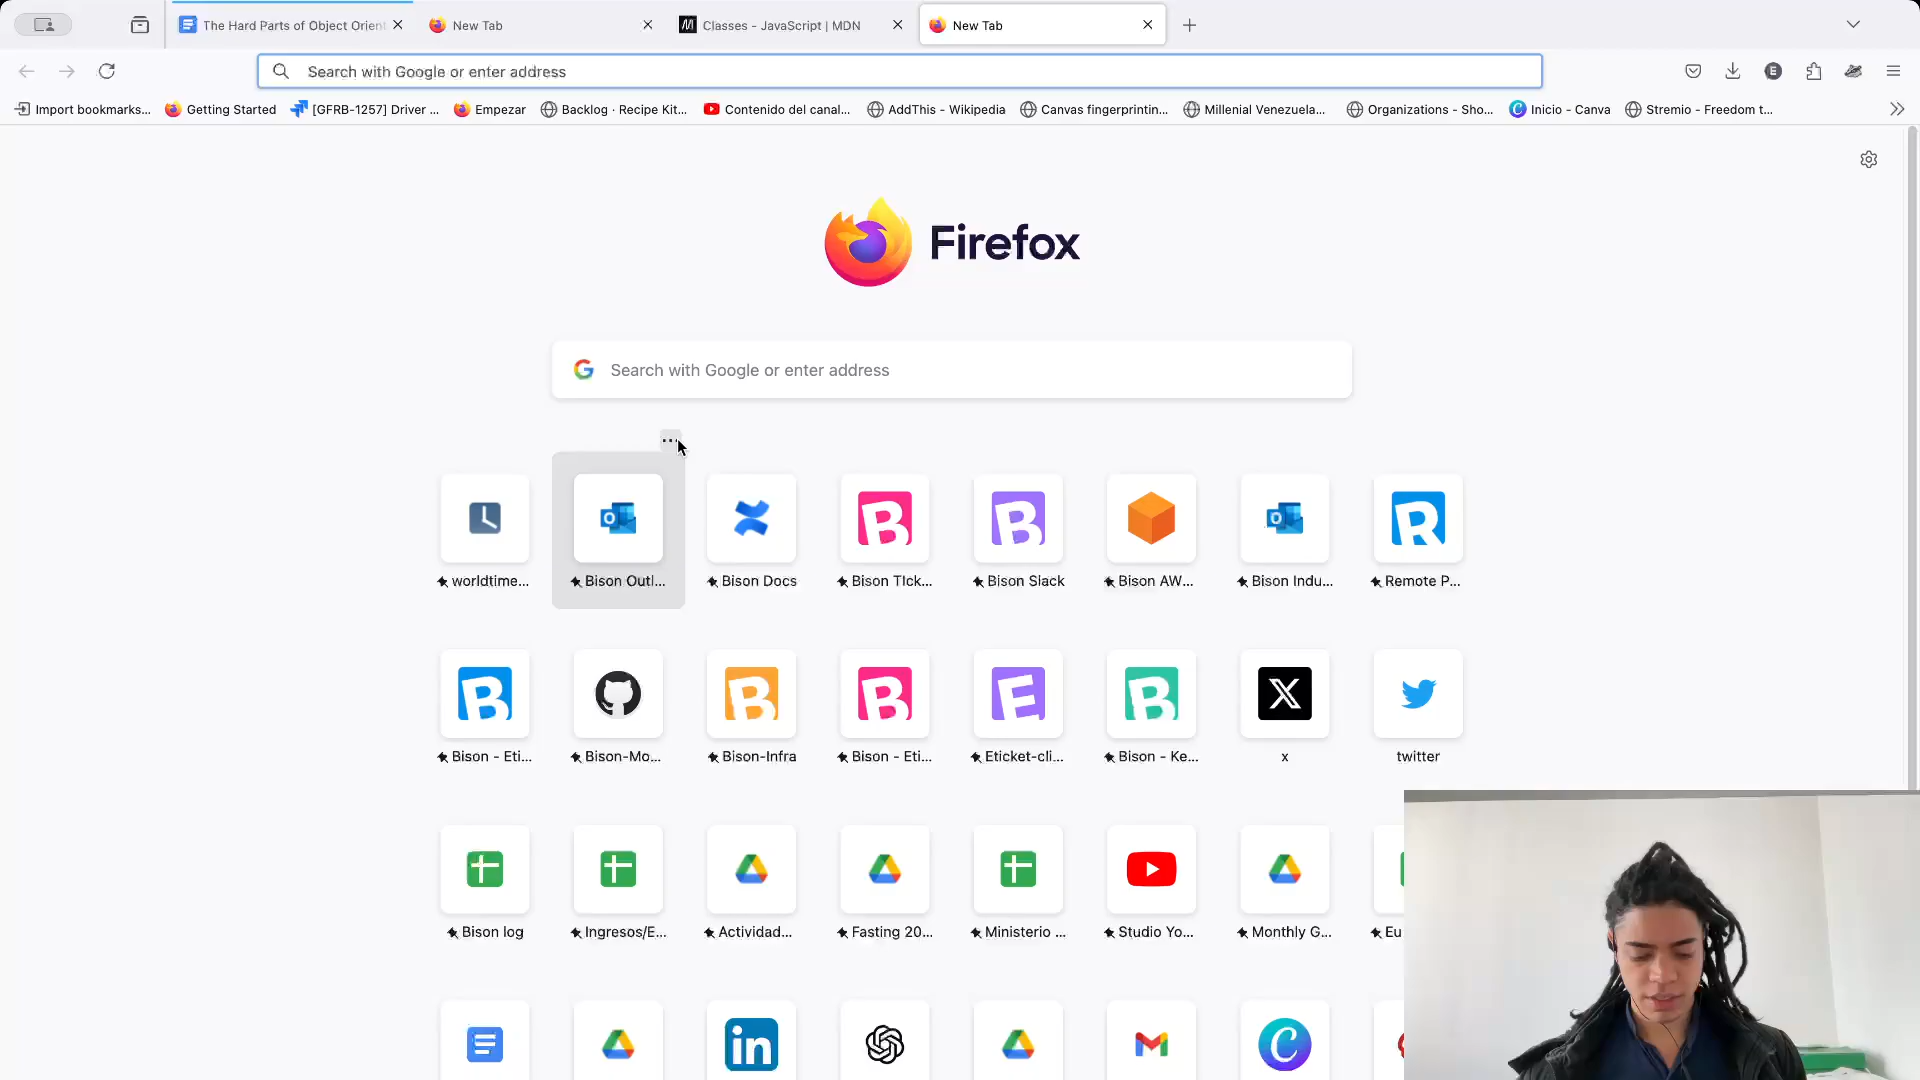 The Hard Parts of Object Orient
New Tab
Classes - JavaScript | MDN
New Tab
Search with Google or enter address
Import bookmarks...
Getting Started
[GFRB-1257] Driver ...
Empezar
Backlog · Recipe Kit...
Contenido del canal...
AddThis - Wikipedia
Canvas fingerprintin...
Millenial Venezuela...
Organizations - Sho...
Inicio - Canva
Stremio - Freedom t...
Firefox
Search with Google or enter address
worldtime...
Bison Outl...
Bison Docs
Bison TIck...
Bison Slack
Bison AW...
Bison Indu...
Remote P...
Bison - Eti...
Bison-Mo...
Bison-Infra
Bison - Eti...
Eticket-cli...
Bison - Ke...
x
twitter
Bison log
Ingresos/E...
Actividad...
Fasting 20...
Ministerio ...
Studio Yo...
Monthly G...
Eu